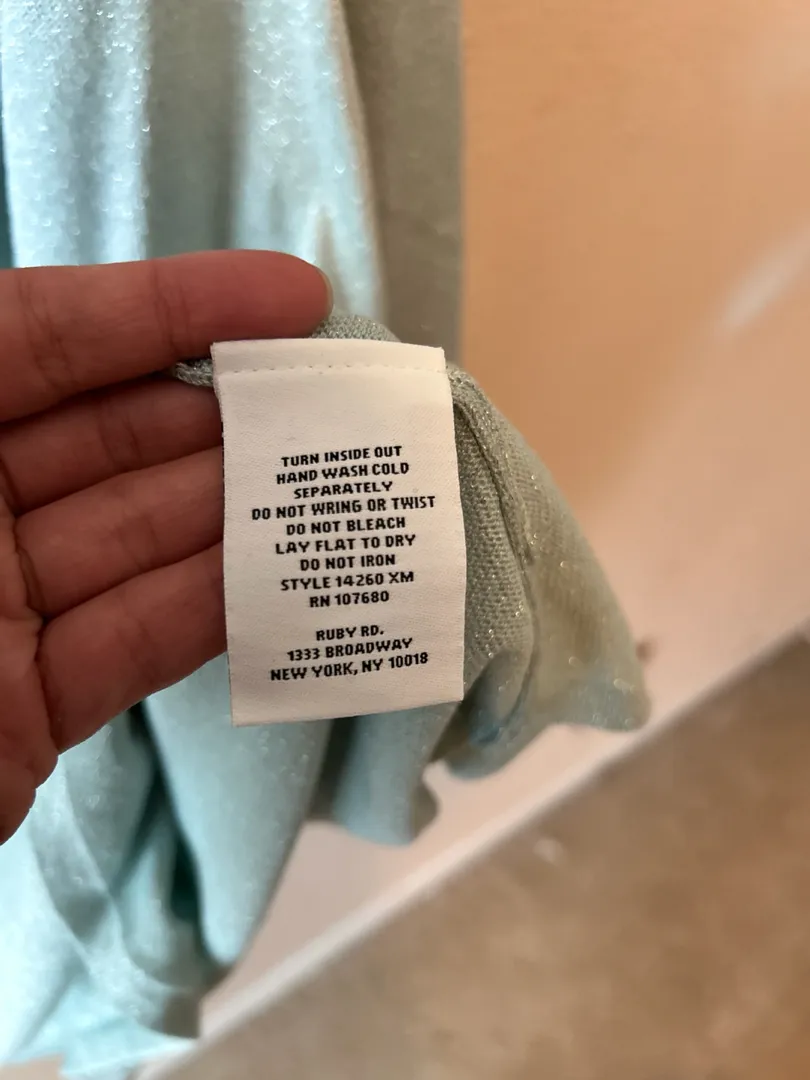 TURN INSIDE OUT
HAND WASH COLD
SEPARATELY
DO NOT WRING OR TWIST
DO NOT BLEACH
LAY FLAT TO DRY
DO NOT IRON
STYLE 14260 XM
RN 107680
RUBY RD.
1333 BROADWAY
NEW YORK, NY 10018